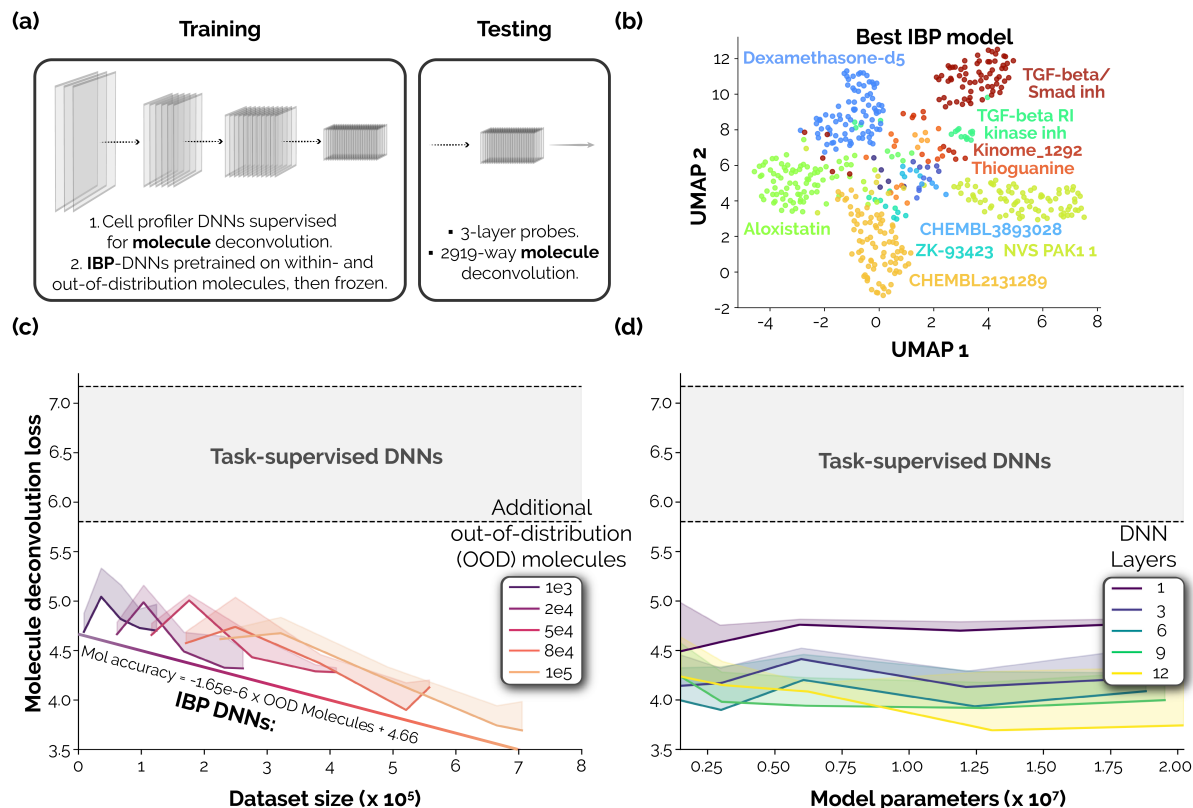 (a)
Training
Testing
1. Cell profiler DNNs supervised
for molecule deconvolution.
2. IBP-DNNs pretrained on within- and
out-of-distribution molecules, then frozen.
▪ 3-layer probes.
▪ 2919-way molecule
deconvolution.
(b)
Best IBP model
Dexamethasone-d5
TGF-beta/
Smad inh
TGF-beta RI
kinase inh
Kinome_1292
Thioguanine
Aloxistatin
CHEMBL3893028
ZK-93423
NVS PAK1 1
CHEMBL2131289
UMAP 2
12
10
8
6
4
2
0
-2
-4
-2
0
2
4
6
8
UMAP 1
(c)
Molecule deconvolution loss
7.0
6.5
6.0
5.5
5.0
4.5
4.0
3.5
Task-supervised DNNs
Additional
out-of-distribution
(OOD) molecules
1e3
2e4
5e4
8e4
1e5
Mol accuracy = -1.65e-6 x OOD Molecules + 4.66
IBP DNNs:
0
1
2
3
4
5
6
7
8
Dataset size (x 10⁵)
(d)
7.0
6.5
6.0
5.5
5.0
4.5
4.0
3.5
Task-supervised DNNs
DNN
Layers
1
3
6
9
12
0.25
0.50
0.75
1.00
1.25
1.50
1.75
2.00
Model parameters (x 10⁷)